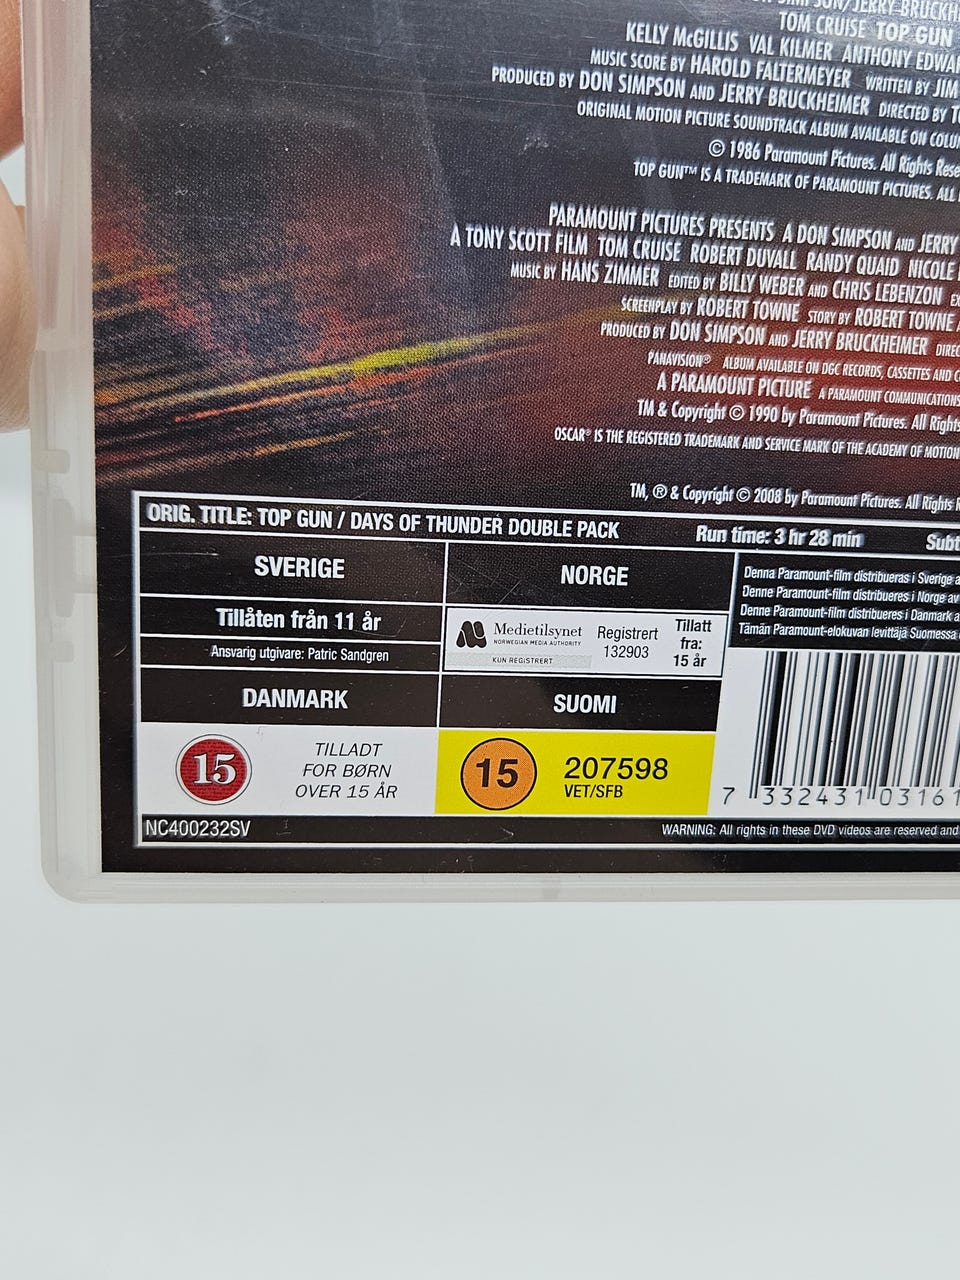 TOM CRUISE TOP GUN
KELLY McGILLIS VAL KILMER ANTHONY
MUSIC SCORE BY HAROLD FALTERMEYER WRITTEN BY JIM
PRODUCED BY DON SIMPSON AND JERRY BRUCKHEIMER DIRECTED BY
ORIGINAL MOTION PICTURE SOUNDTRACK ALBUM AVAILABLE ON
© 1986 Paramount Pictures. All Rights
TOP GUN™ IS A TRADEMARK OF PARAMOUNT PICTURES. ALL
PARAMOUNT PICTURES PRESENTS A DON SIMPSON AND JERRY
A TONY SCOTT FILM TOM CRUISE ROBERT DUVALL RANDY QUAID NICOLE
MUSIC BY HANS ZIMMER EDITED BY BILLY WEBER AND CHRIS LEBENZON
SCREENPLAY BY ROBERT TOWNE STORY BY ROBERT TOWNE
PRODUCED BY DON SIMPSON AND JERRY BRUCKHEIMER
PANAVISION® ALBUM AVAILABLE ON DGC RECORDS, CASSETTES AND
A PARAMOUNT PICTURE A PARAMOUNT COMMUNICATIONS
TM & Copyright © 1990 by Paramount Pictures. All Rights
OSCAR® IS THE REGISTERED TRADEMARK AND SERVICE MARK OF THE ACADEMY OF MOTION
TM, ® & Copyright © 2008 by Paramount Pictures. All Rights
ORIG. TITLE: TOP GUN / DAYS OF THUNDER DOUBLE PACK Run time: 3 hr 28 min
SVERIGE
Tillåten från 11 år
Ansvarig utgivare: Patric Sandgren
NORGE
Medietilsynet
NORWEGIAN MEDIA AUTHORITY
KUN REGISTRERT
Registrert
132903
Tillatt
fra:
15 år
Denna Paramount-film distribueras i Sverige
Denne Paramount-film distribueres i Norge av
Denne Paramount-film distribueres i Danmark
Tämän Paramount-elokuvan levittäjä Suomessa
DANMARK
15
TILLADT
FOR BØRN
OVER 15 ÅR
SUOMI
15
207598
VET/SFB
7 332431 03161
NC400232SV
WARNING: All rights in these DVD videos are reserved and